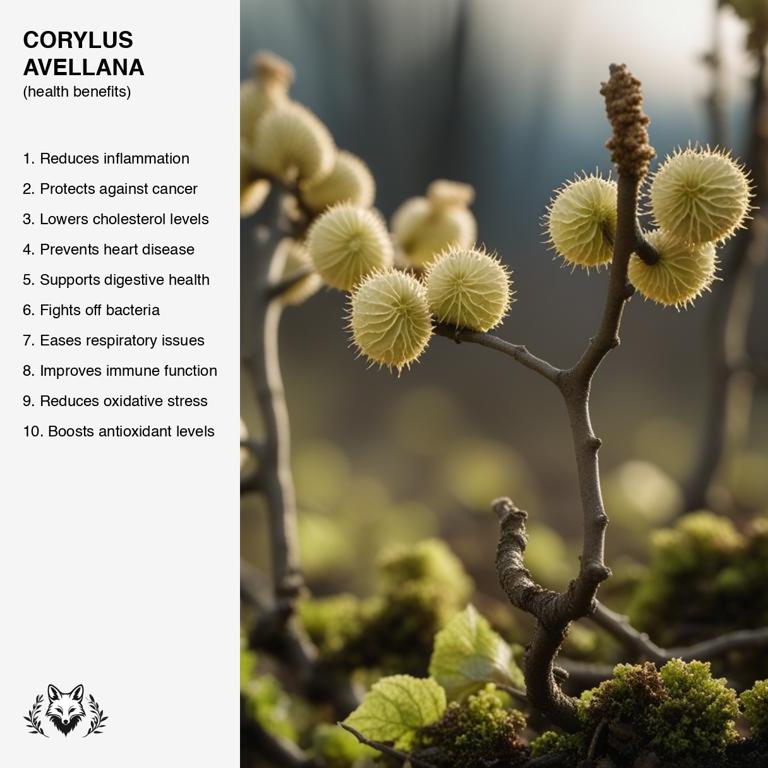 CORYLUS
AVELLANA
(health benefits)
1. Reduces inflammation
2. Protects against cancer
3. Lowers cholesterol levels
4. Prevents heart disease
5. Supports digestive health
6. Fights off bacteria
7. Eases respiratory issues
8. Improves immune function
9. Reduces oxidative stress
10. Boosts antioxidant levels